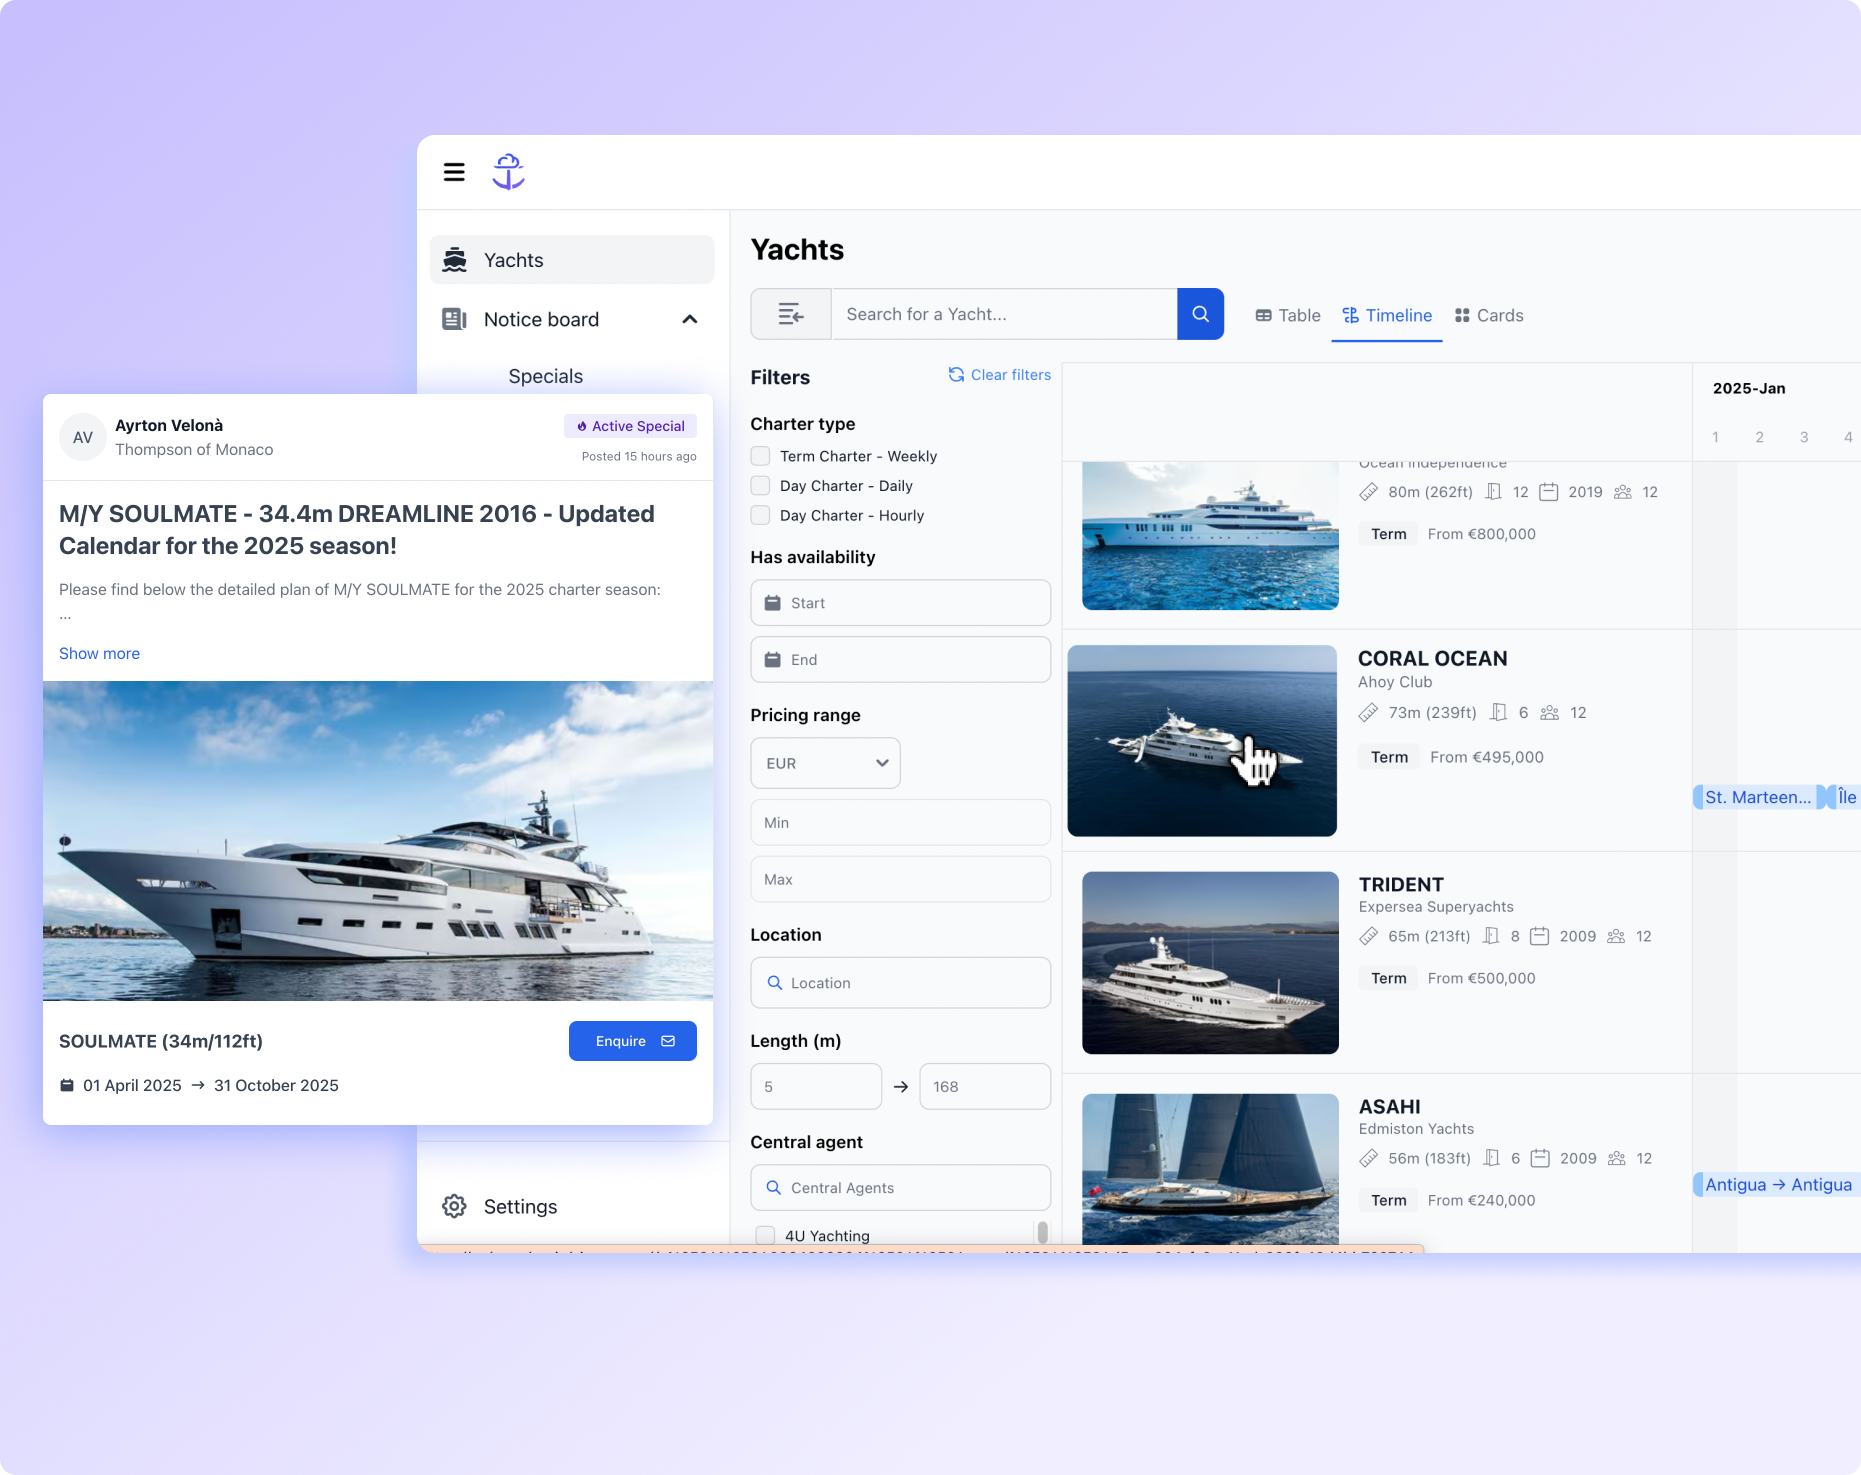 Yachts
Notice board
Specials
Settings
AV
Ayrton Velonà
Thompson of Monaco
Active Special
Posted 15 hours ago
M/Y SOULMATE - 34.4m DREAMLINE 2016 - Updated
Calendar for the 2025 season!
Please find below the detailed plan of M/Y SOULMATE for the 2025 charter season:
...
Show more
SOULMATE (34m/112ft)
Enquire
01 April 2025 → 31 October 2025
Yachts
Search for a Yacht...
Table
Timeline
Cards
Filters
Clear filters
Charter type
Term Charter - Weekly
Day Charter - Daily
Day Charter - Hourly
Has availability
Start
End
Pricing range
EUR
Min
Max
Location
Location
Length (m)
5 → 168
Central agent
Central Agents
4U Yachting
2025-Jan
1 2 3 4
Ocean Independence
80m (262ft) 12 2019 12
Term From €800,000
CORAL OCEAN
Ahoy Club
73m (239ft) 6 12
Term From €495,000
St. Marteen... Île
TRIDENT
Expersea Superyachts
65m (213ft) 8 2009 12
Term From €500,000
ASAHI
Edmiston Yachts
56m (183ft) 6 2009 12
Term From €240,000
Antigua → Antigua